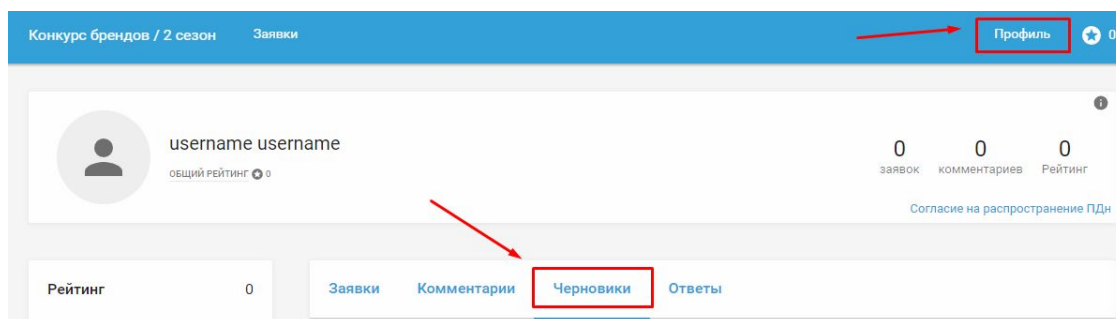 Конкурс брендов / 2 сезон Заявки Профиль 0
username username
ОБЩИЙ РЕЙТИНГ 0
0 0 0
заявок комментариев Рейтинг
Согласие на распространение ПДн
Рейтинг 0
Заявки Комментарии Черновики Ответы